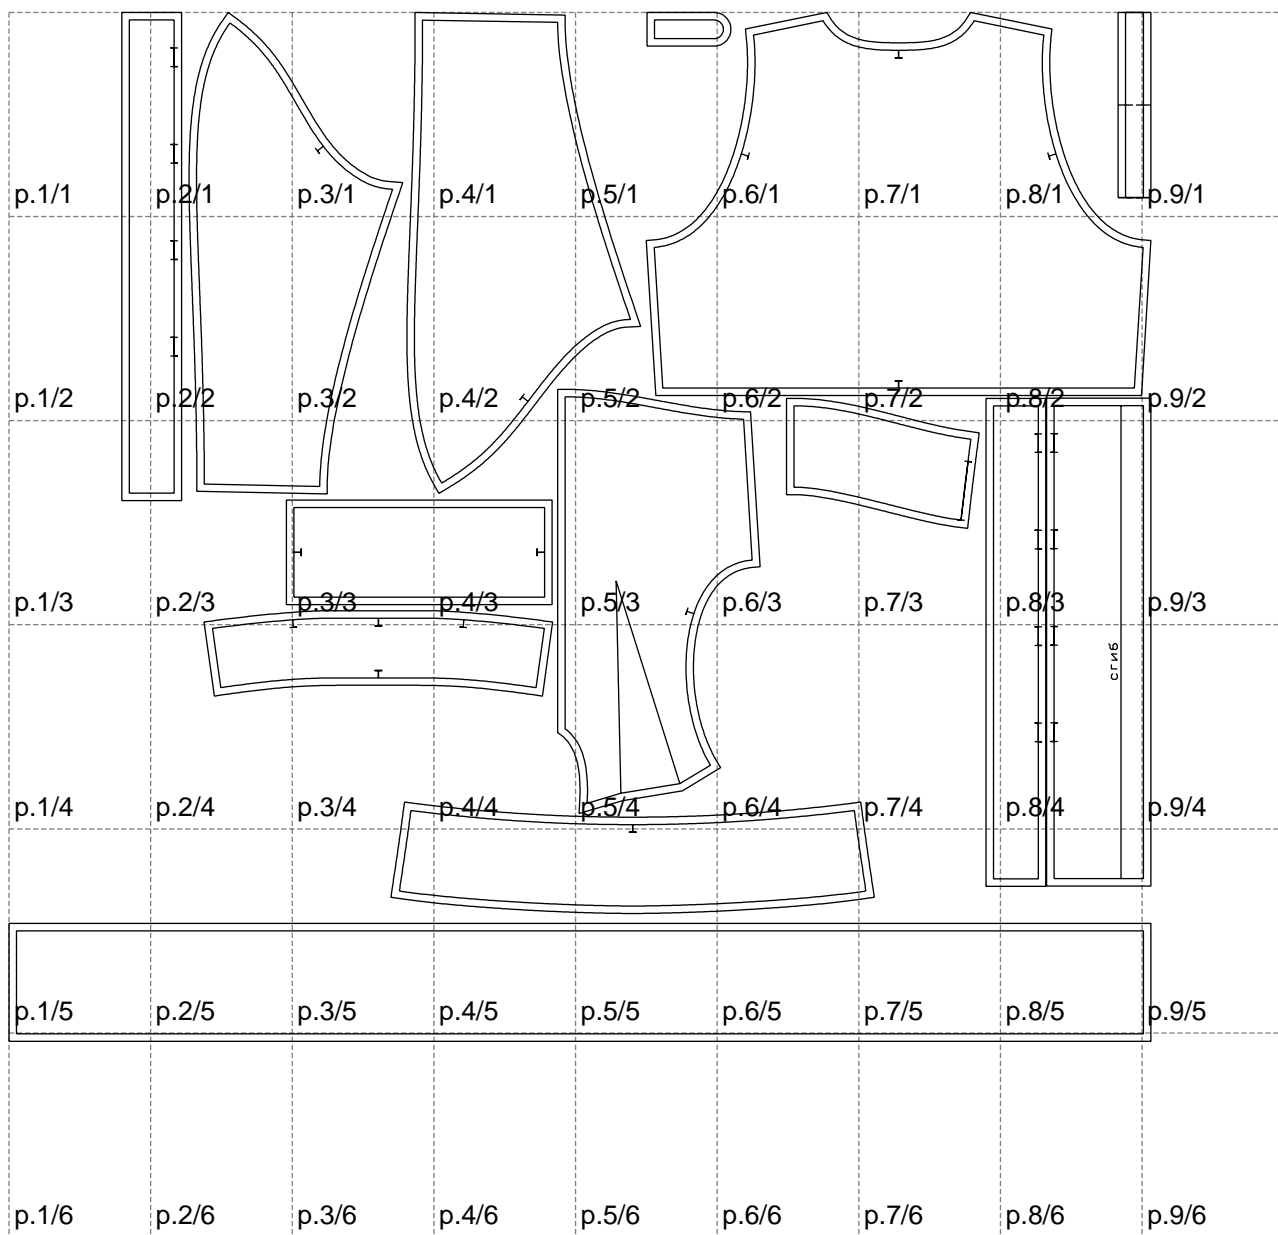 p.1/1 p.2/1 p.3/1 p.4/1 p.5/1 p.6/1 p.7/1 p.8/1 p.9/1
p.1/2 p.2/2 p.3/2 p.4/2 p.5/2 p.6/2 p.7/2 p.8/2 p.9/2
p.1/3 p.2/3 p.3/3 p.4/3 p.5/3 p.6/3 p.7/3 p.8/3 p.9/3
сгиб
p.1/4 p.2/4 p.3/4 p.4/4 p.5/4 p.6/4 p.7/4 p.8/4 p.9/4
p.1/5 p.2/5 p.3/5 p.4/5 p.5/5 p.6/5 p.7/5 p.8/5 p.9/5
p.1/6 p.2/6 p.3/6 p.4/6 p.5/6 p.6/6 p.7/6 p.8/6 p.9/6